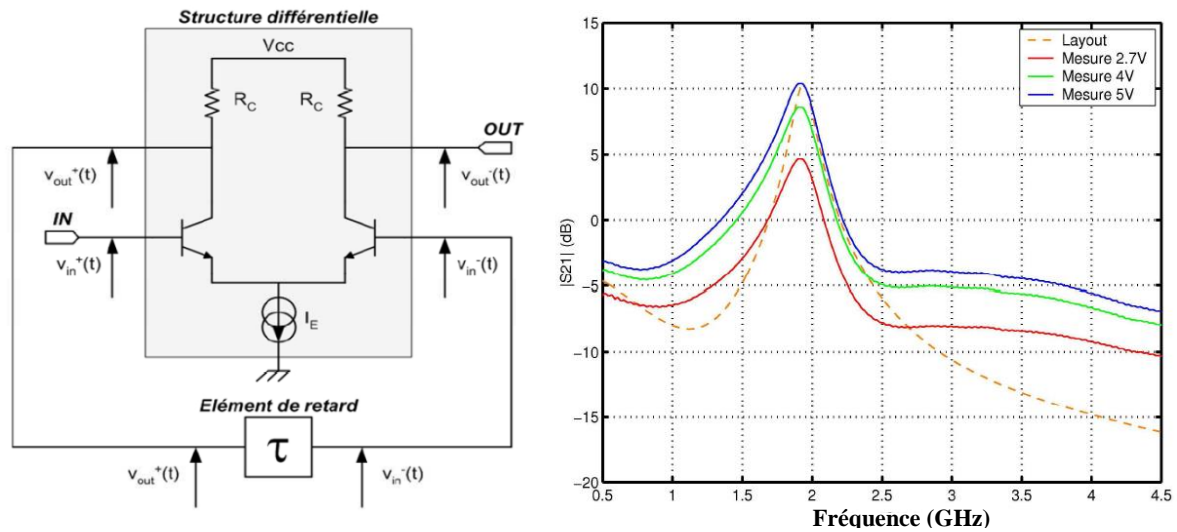 Structure différentielle
Vcc
R_C R_C
OUT
v_out^+(t) v_out^-(t)
IN
v_in^+(t) v_in^-(t)
I_E
Elément de retard
τ
v_out^+(t) v_in^-(t)
15
10
5
0
−5
−10
−15
−20
|S21| (dB)
Layout
Mesure 2.7V
Mesure 4V
Mesure 5V
0.5 1 1.5 2 2.5 3 3.5 4 4.5
Fréquence (GHz)